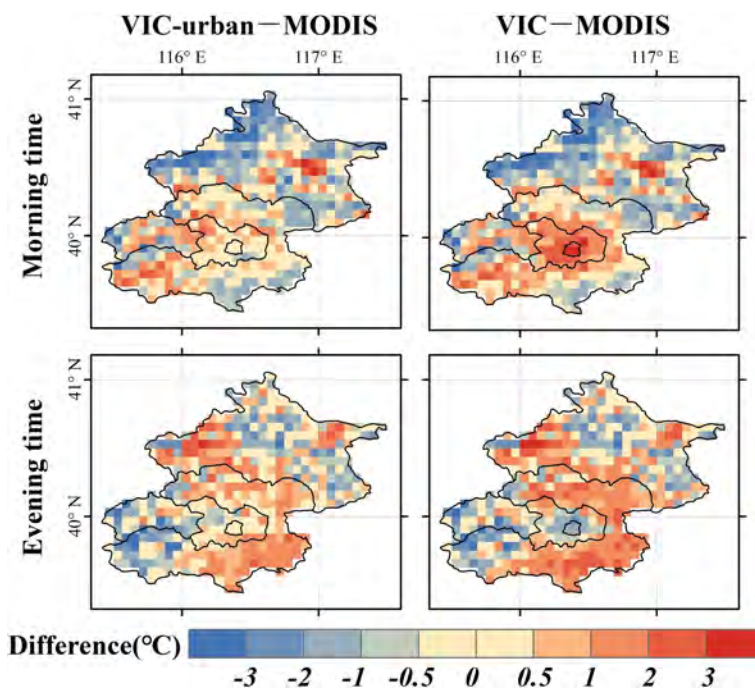 VIC-urban—MODIS VIC—MODIS
116° E 117° E 116° E 117° E
Morning time
41° N
40° N
Evening time
41° N
40° N
Difference(°C)
-3 -2 -1 -0.5 0 0.5 1 2 3